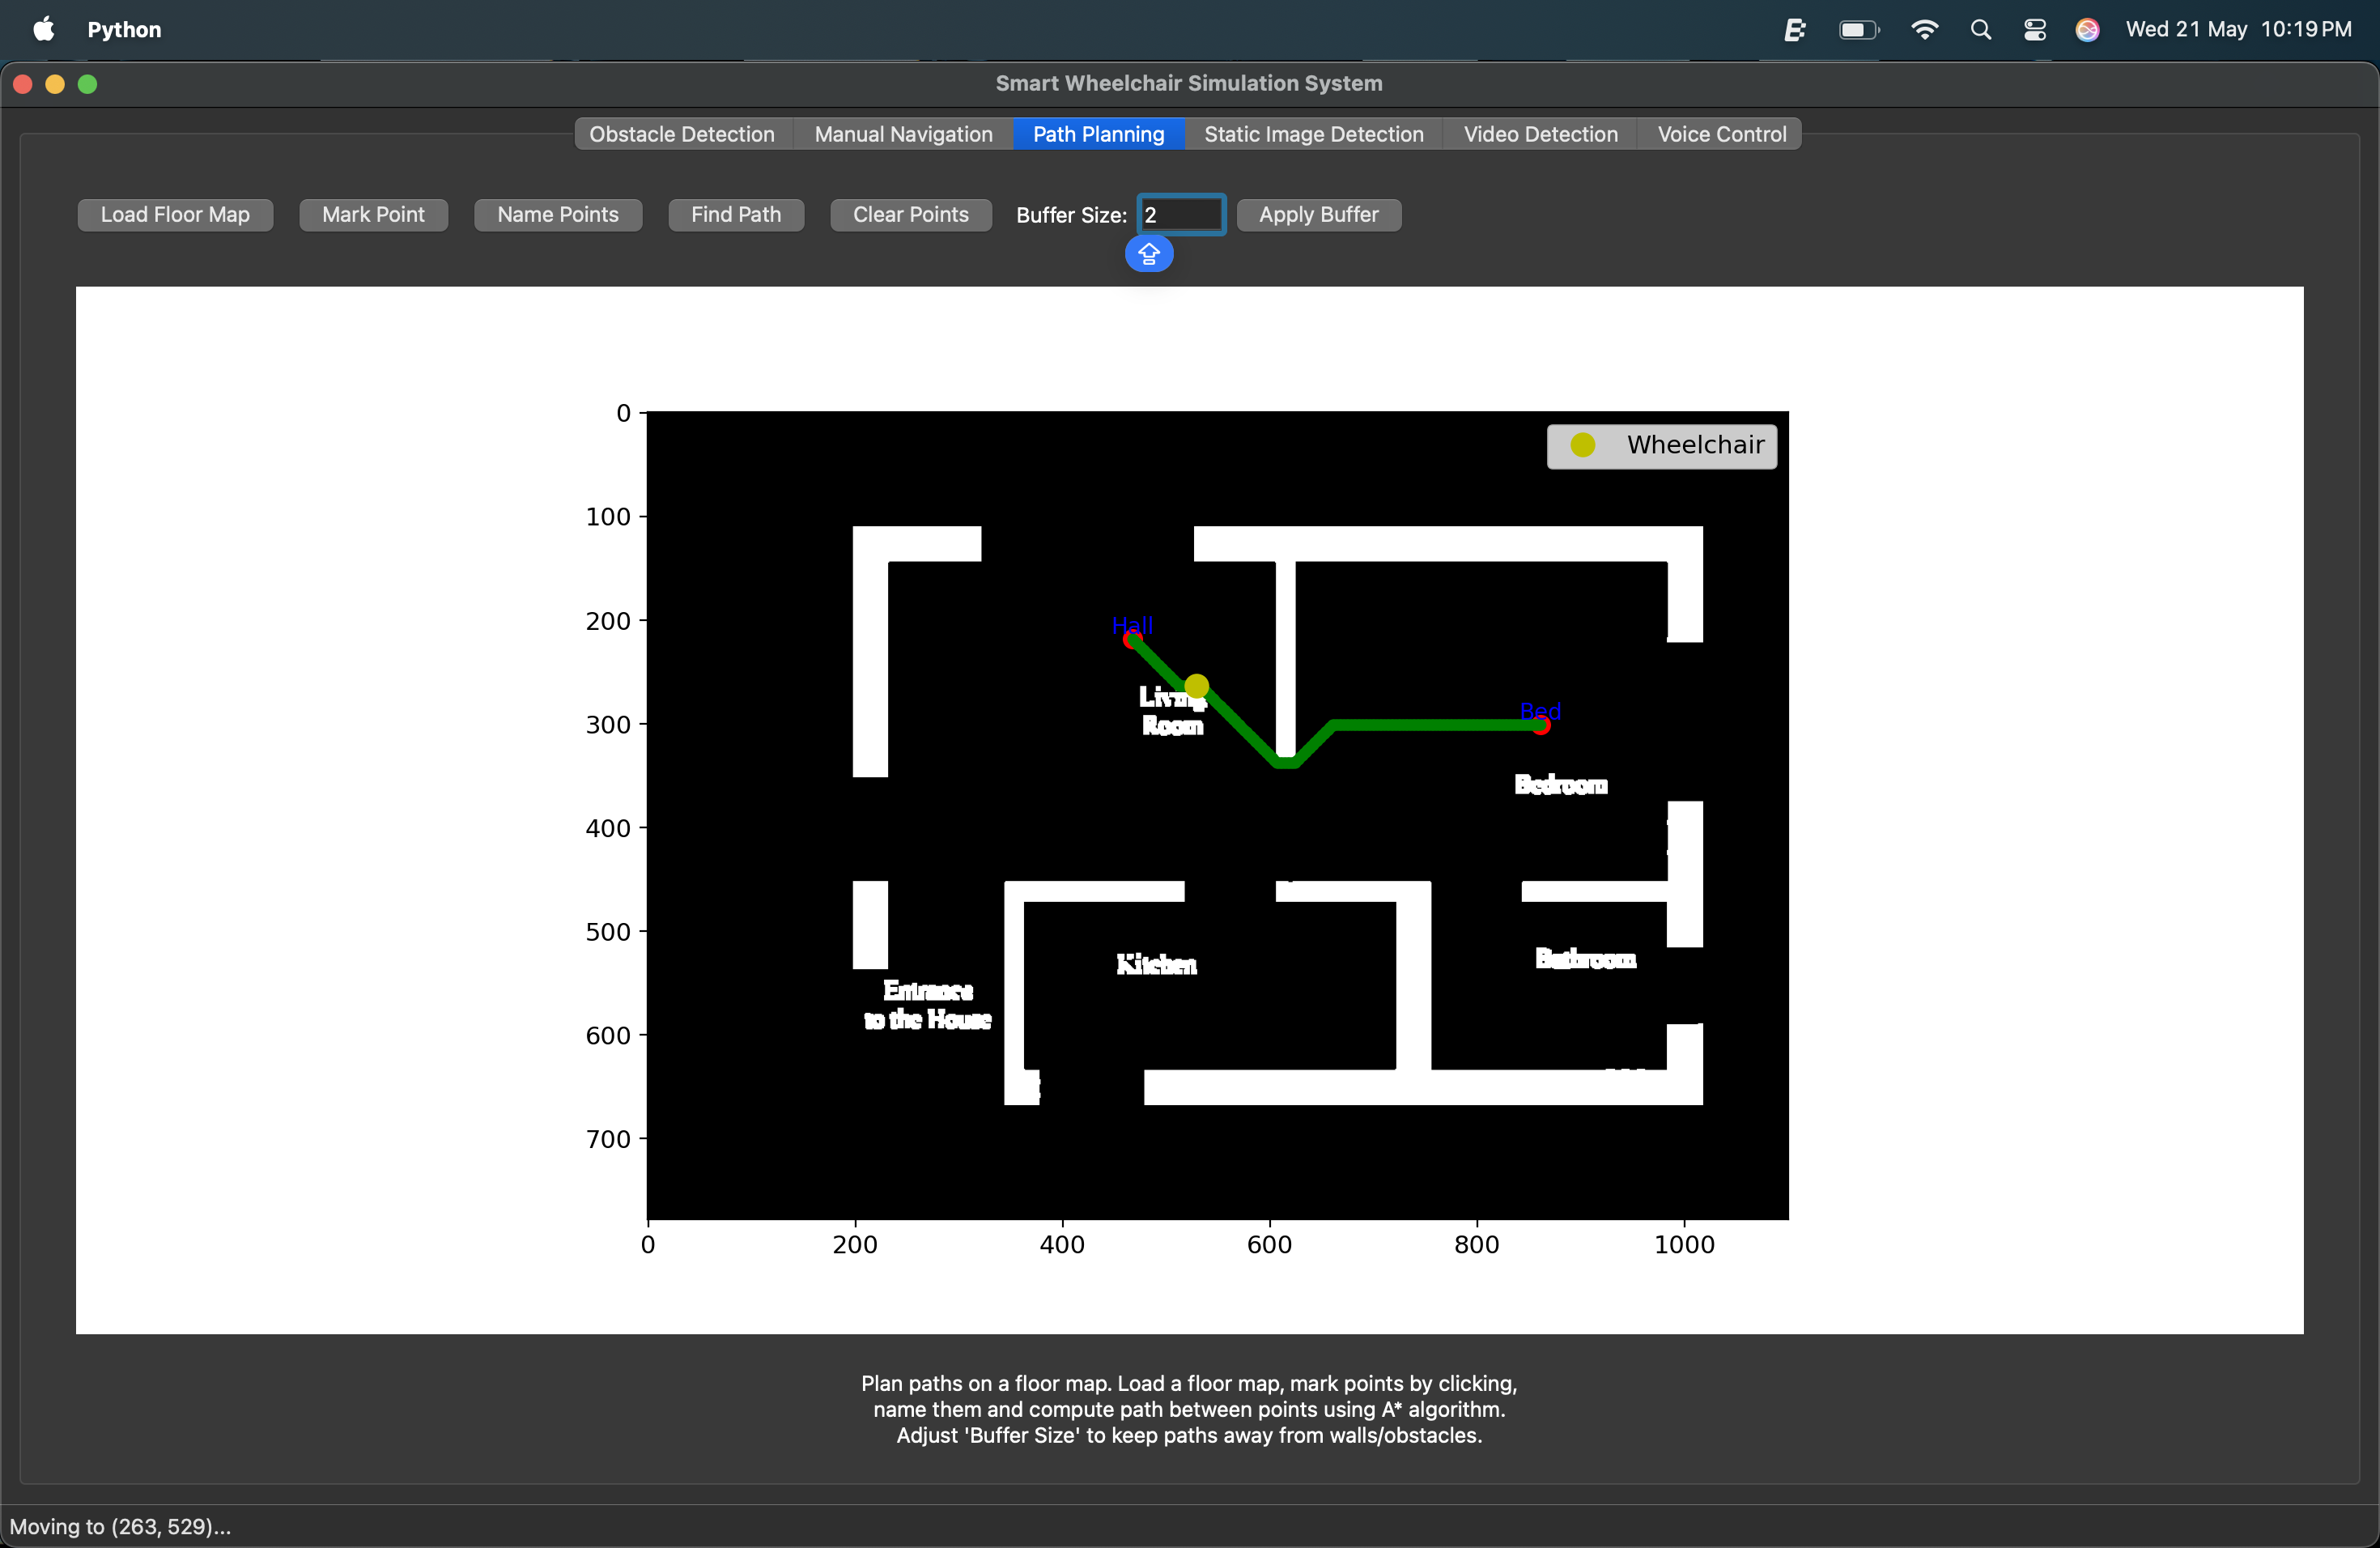 Python
Wed 21 May 10:19 PM
Smart Wheelchair Simulation System
Obstacle Detection Manual Navigation Path Planning Static Image Detection Video Detection Voice Control
Load Floor Map Mark Point Name Points Find Path Clear Points Buffer Size: 2 Apply Buffer
0
Wheelchair
100
200
Hall
Living
Room
300
Bed
Bedroom
400
500
Kitchen
Bathroom
Entrance
to the House
600
700
0 200 400 600 800 1000
Plan paths on a floor map. Load a floor map, mark points by clicking,
name them and compute path between points using A* algorithm.
Adjust 'Buffer Size' to keep paths away from walls/obstacles.
Moving to (263, 529)...